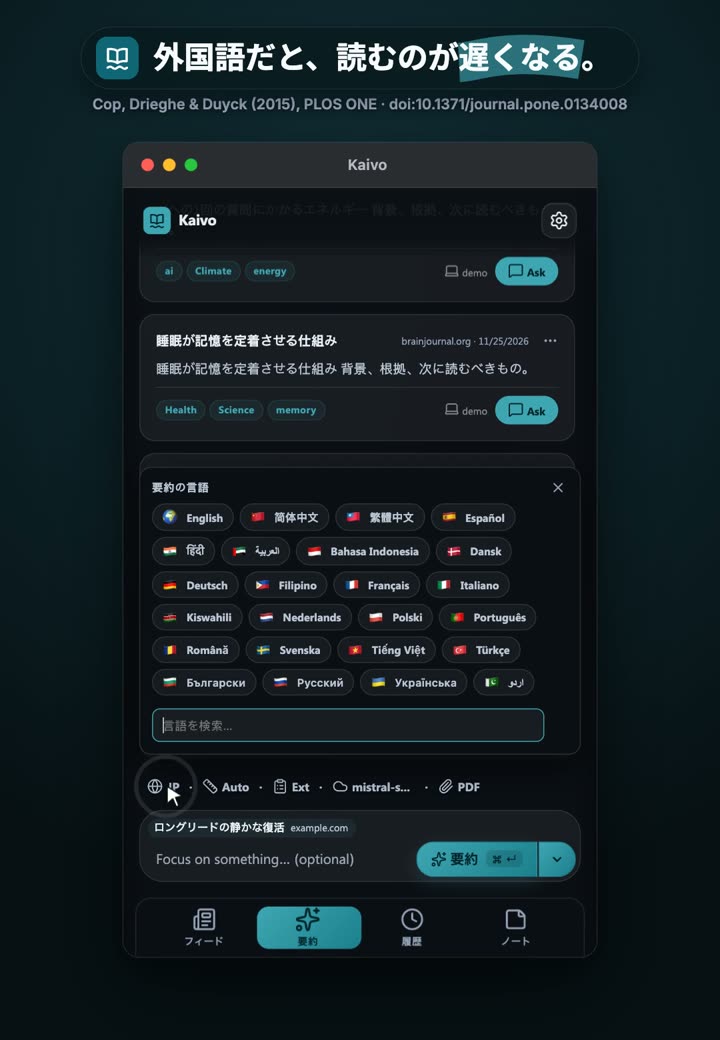 外国語だと、読むのが遅くなる。
Cop, Drieghe & Duyck (2015), PLOS ONE · doi:10.1371/journal.pone.0134008
Kaivo
Kaivo
ai Climate energy demo Ask
睡眠が記憶を定着させる仕組み brainjournal.org · 11/25/2026 ···
睡眠が記憶を定着させる仕組み 背景、根拠、次に読むべきもの。
Health Science memory demo Ask
要約の言語
English 简体中文 繁體中文 Español
हिंदी العربية Bahasa Indonesia Dansk
Deutsch Filipino Français Italiano
Kiswahili Nederlands Polski Português
Română Svenska Tiếng Việt Türkçe
Български Русский Українська اردو
言語を検索...
JP · Auto · Ext · mistral-s... · PDF
ロングリードの静かな復活 example.com
Focus on something... (optional) 要約 ⌘ ↵
フィード 要約 履歴 ノート